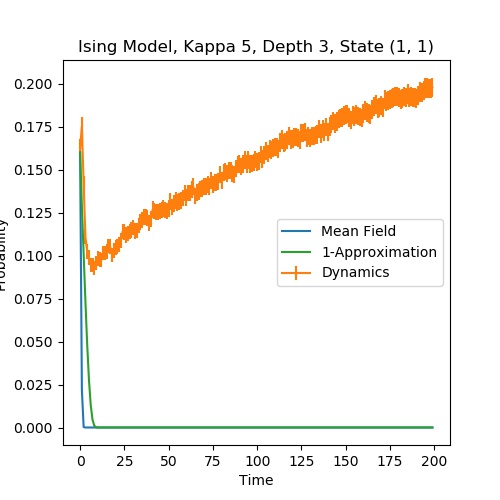 Ising Model, Kappa 5, Depth 3, State (1, 1)
0.200
0.175
0.150
0.125
0.100
0.075
0.050
0.025
0.000
Probability
Mean Field
1-Approximation
Dynamics
0 25 50 75 100 125 150 175 200
Time